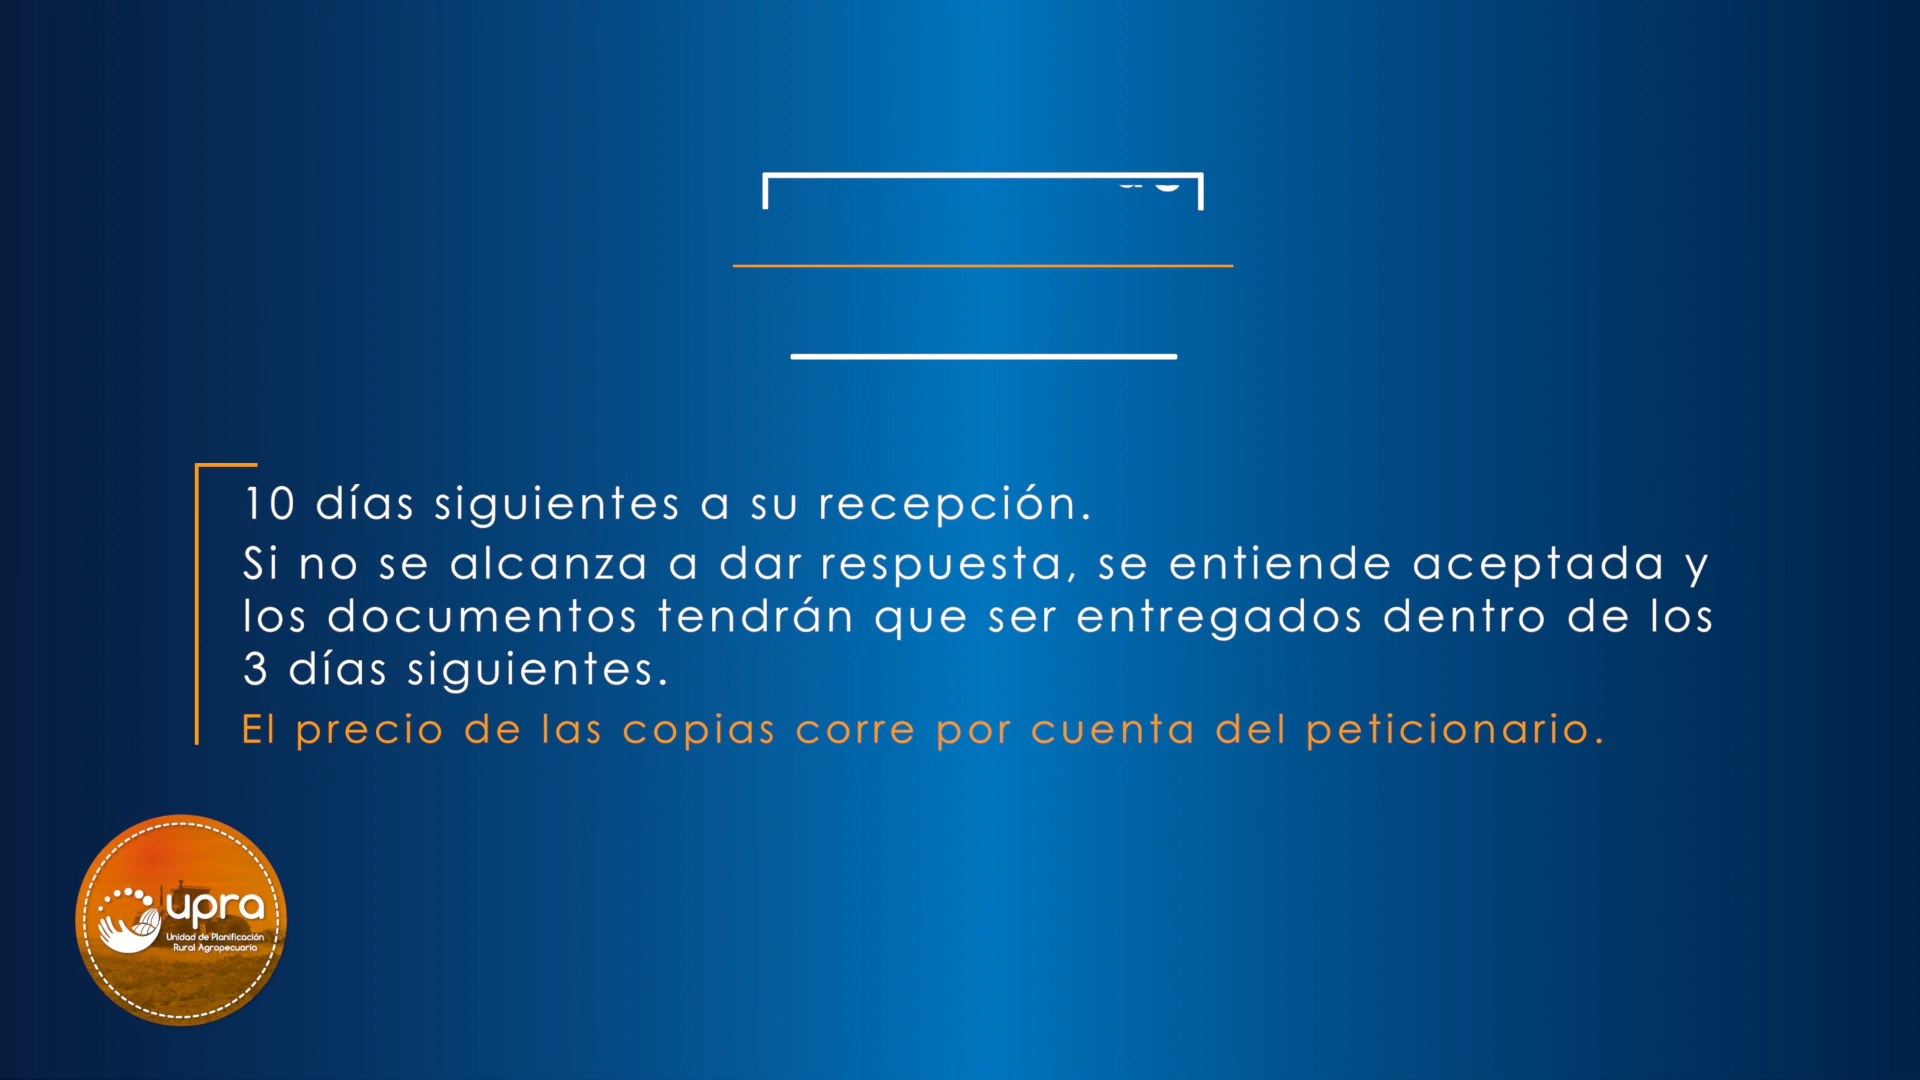 10 días siguientes a su recepción.
Si no se alcanza a dar respuesta, se entiende aceptada y
los documentos tendrán que ser entregados dentro de los
3 días siguientes.
El precio de las copias corre por cuenta del peticionario.
upra
Unidad de Planificación
Rural Agropecuaria